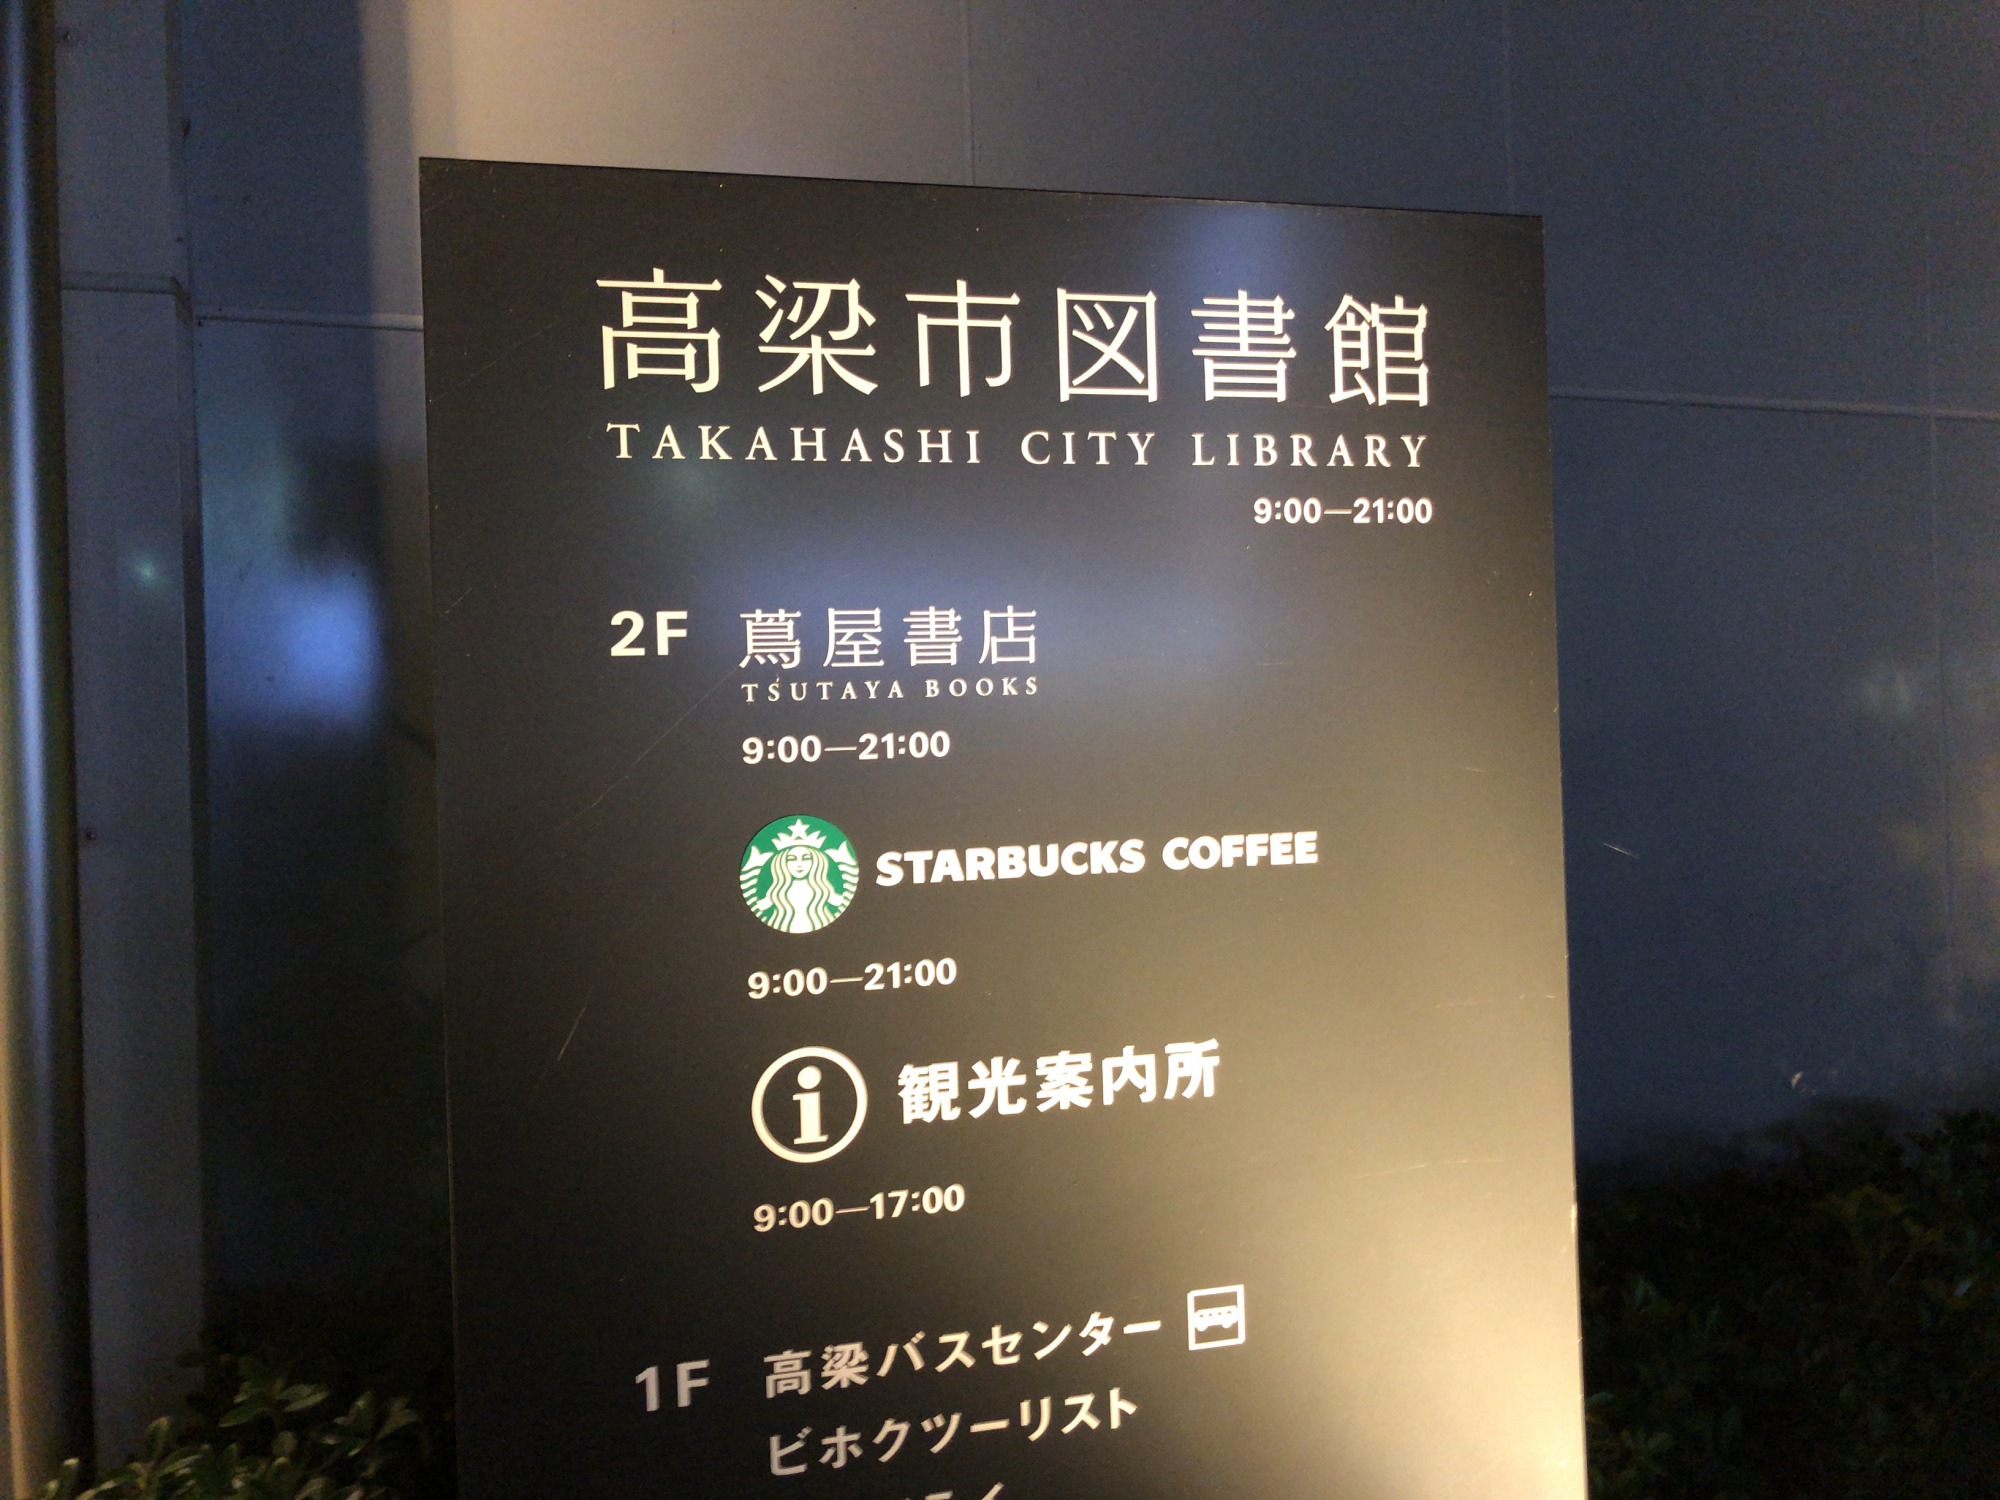 高梁市図書館
TAKAHASHI CITY LIBRARY
9:00—21:00
2F 蔦屋書店
TSUTAYA BOOKS
9:00—21:00
STARBUCKS COFFEE
9:00—21:00
i 観光案内所
9:00—17:00
1F 高梁バスセンター
ビホクツーリスト